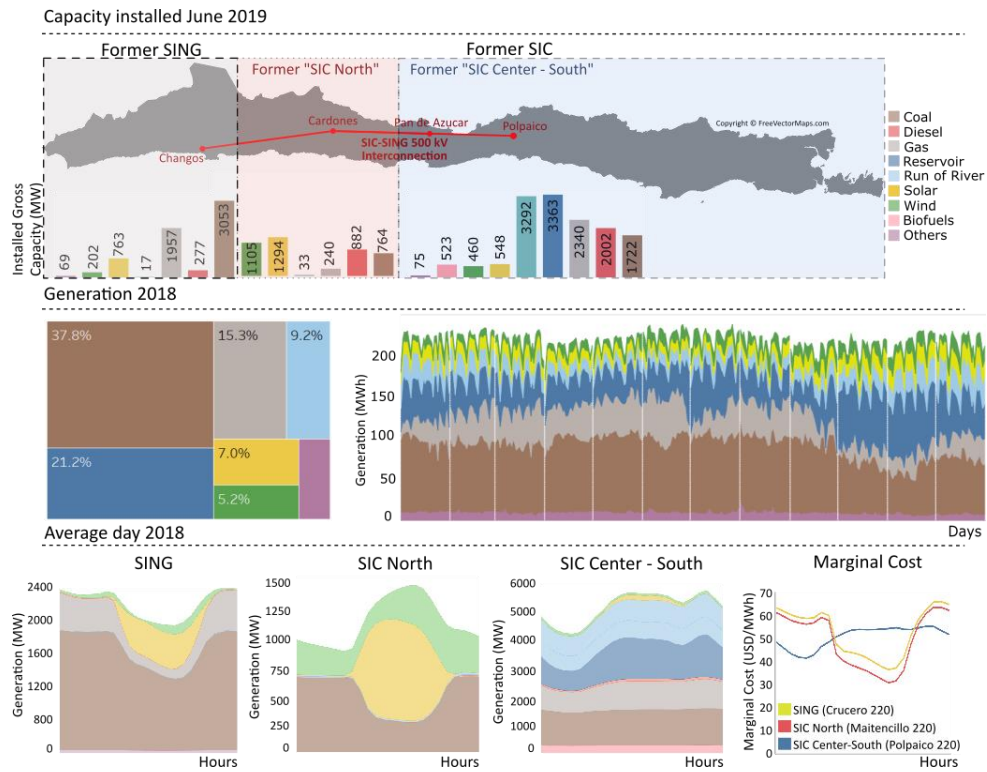 Capacity installed June 2019
Former SING
Former SIC
Former "SIC North"
Former "SIC Center - South"
Cardones
Pan de Azucar
Polpaico
Copyright © FreeVectorMaps.com
Changos
SIC-SING 500 kV
Interconnection
Coal
Diesel
Gas
Reservoir
Run of River
Solar
Wind
Biofuels
Others
Installed Gross
Capacity (MW)
69
202
763
17
1957
277
3053
1105
1294
33
240
882
764
75
523
460
548
3292
3363
2340
2002
1722
Generation 2018
37.8%
15.3%
9.2%
21.2%
7.0%
5.2%
Generation (MWh)
200
150
100
50
0
Days
Average day 2018
SING
Generation (MW)
2400
2000
1600
1200
800
0
Hours
SIC North
Generation (MW)
1500
1250
1000
750
500
250
0
Hours
SIC Center - South
Generation (MW)
6000
5000
4000
3000
2000
1000
0
Hours
Marginal Cost
Marginal Cost (USD/MWh)
70
60
50
40
30
20
10
0
SING (Crucero 220)
SIC North (Maitencillo 220)
SIC Center-South (Polpaico 220)
Hours